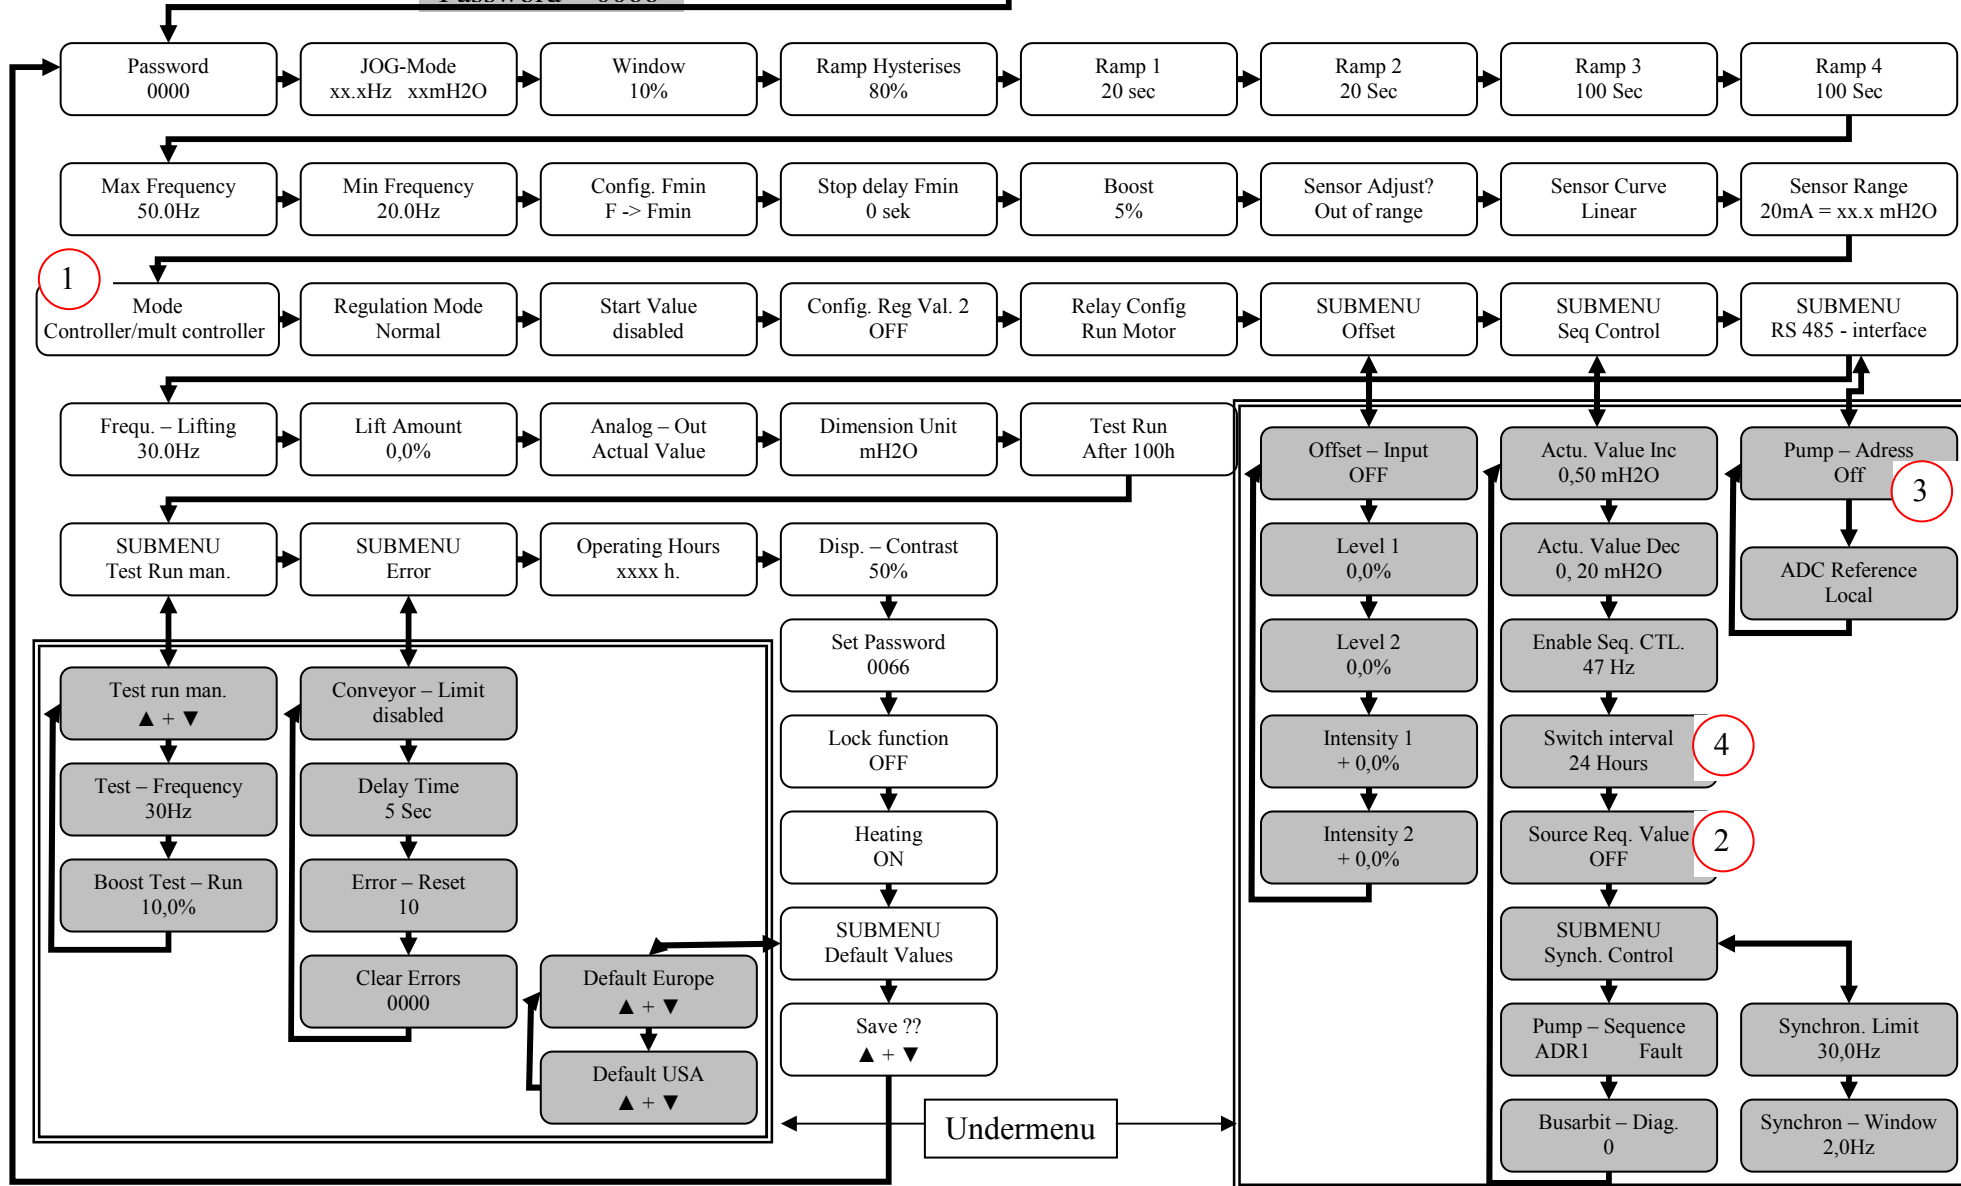 Password
0000
JOG-Mode
xx.xHz xxmH2O
Window
10%
Ramp Hysterises
80%
Ramp 1
20 sec
Ramp 2
20 Sec
Ramp 3
100 Sec
Ramp 4
100 Sec
Max Frequency
50.0Hz
Min Frequency
20.0Hz
Config. Fmin
F -> Fmin
Stop delay Fmin
0 sek
Boost
5%
Sensor Adjust?
Out of range
Sensor Curve
Linear
Sensor Range
20mA = xx.x mH2O
1
Mode
Controller/mult controller
Regulation Mode
Normal
Start Value
disabled
Config. Reg Val. 2
OFF
Relay Config
Run Motor
SUBMENU
Offset
SUBMENU
Seq Control
SUBMENU
RS 485 - interface
Frequ. – Lifting
30.0Hz
Lift Amount
0,0%
Analog – Out
Actual Value
Dimension Unit
mH2O
Test Run
After 100h
Offset – Input
OFF
Actu. Value Inc
0,50 mH2O
Pump – Adress
Off
3
SUBMENU
Test Run man.
SUBMENU
Error
Operating Hours
xxxx h.
Disp. – Contrast
50%
Level 1
0,0%
Actu. Value Dec
0, 20 mH2O
ADC Reference
Local
Set Password
0066
Level 2
0,0%
Enable Seq. CTL.
47 Hz
Test run man.
▲ + ▼
Conveyor – Limit
disabled
Lock function
OFF
Intensity 1
+ 0,0%
Switch interval
24 Hours
4
Test – Frequency
30Hz
Delay Time
5 Sec
Heating
ON
Intensity 2
+ 0,0%
Source Req. Value
OFF
2
Boost Test – Run
10,0%
Error – Reset
10
SUBMENU
Default Values
SUBMENU
Synch. Control
Clear Errors
0000
Default Europe
▲ + ▼
Save ??
▲ + ▼
Pump – Sequence
ADR1 Fault
Synchron. Limit
30,0Hz
Default USA
▲ + ▼
Undermenu
Busarbit – Diag.
0
Synchron – Window
2,0Hz